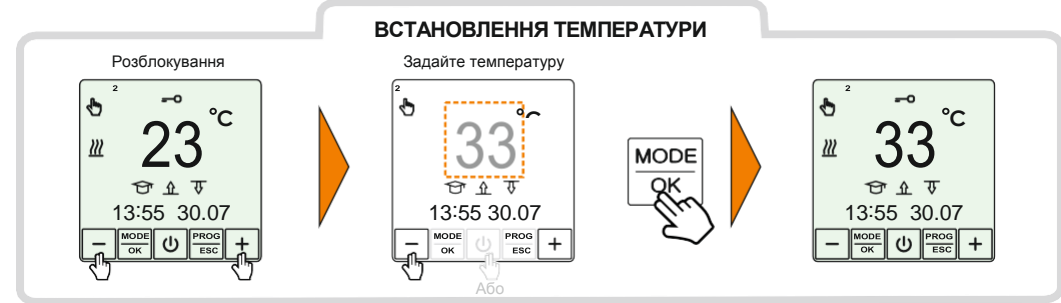 ВСТАНОВЛЕННЯ ТЕМПЕРАТУРИ
Розблокування
2
°C
23
13:55 30.07
−
MODE
OK
PROG
ESC
+
Задайте температуру
2
33
13:55 30.07
−
MODE
OK
PROG
ESC
+
Або
MODE
OK
2
°C
33
13:55 30.07
−
MODE
OK
PROG
ESC
+